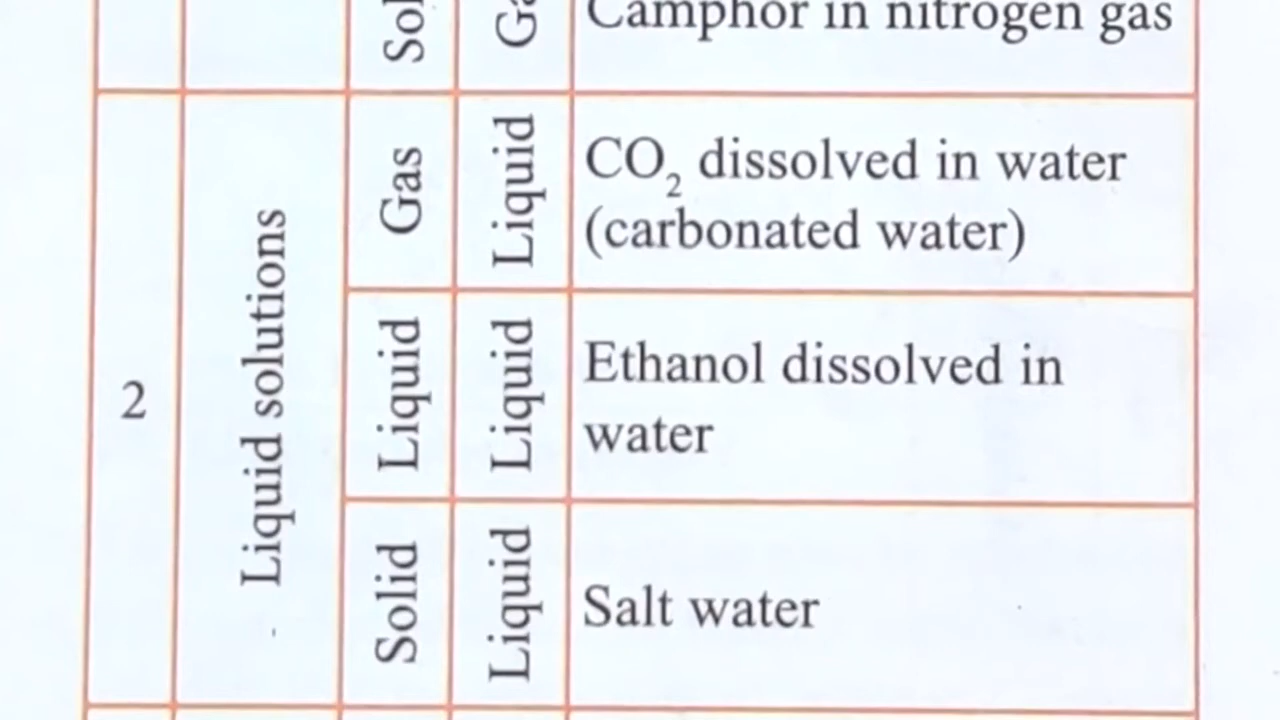 Camphor in nitrogen gas
2
Liquid solutions
Gas
Liquid
CO₂ dissolved in water
(carbonated water)
Liquid
Liquid
Ethanol dissolved in
water
Solid
Liquid
Salt water